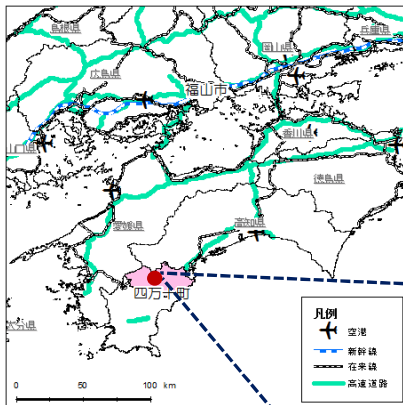 島根県
岡山県
兵庫県
広島県
福山市
山口県
香川県
徳島県
愛媛県
高知県
四万十町
大分県
凡例
空港
新幹線
在来線
高速道路
0 50 100 km